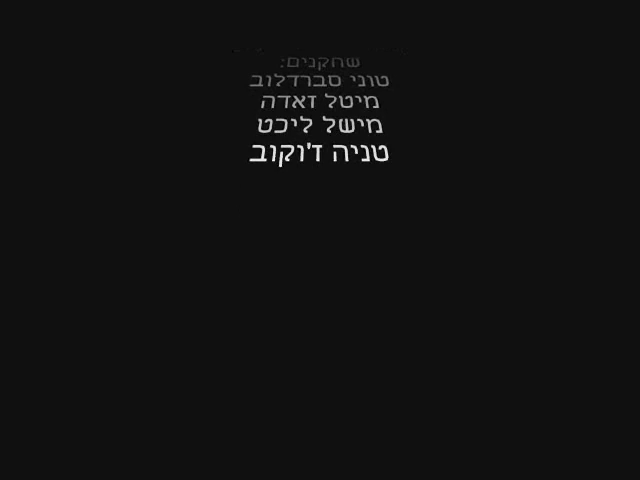 שחקנים:
טוני סברדלוב
מיטל זאדה
מישל ליכט
טניה ז'וקוב